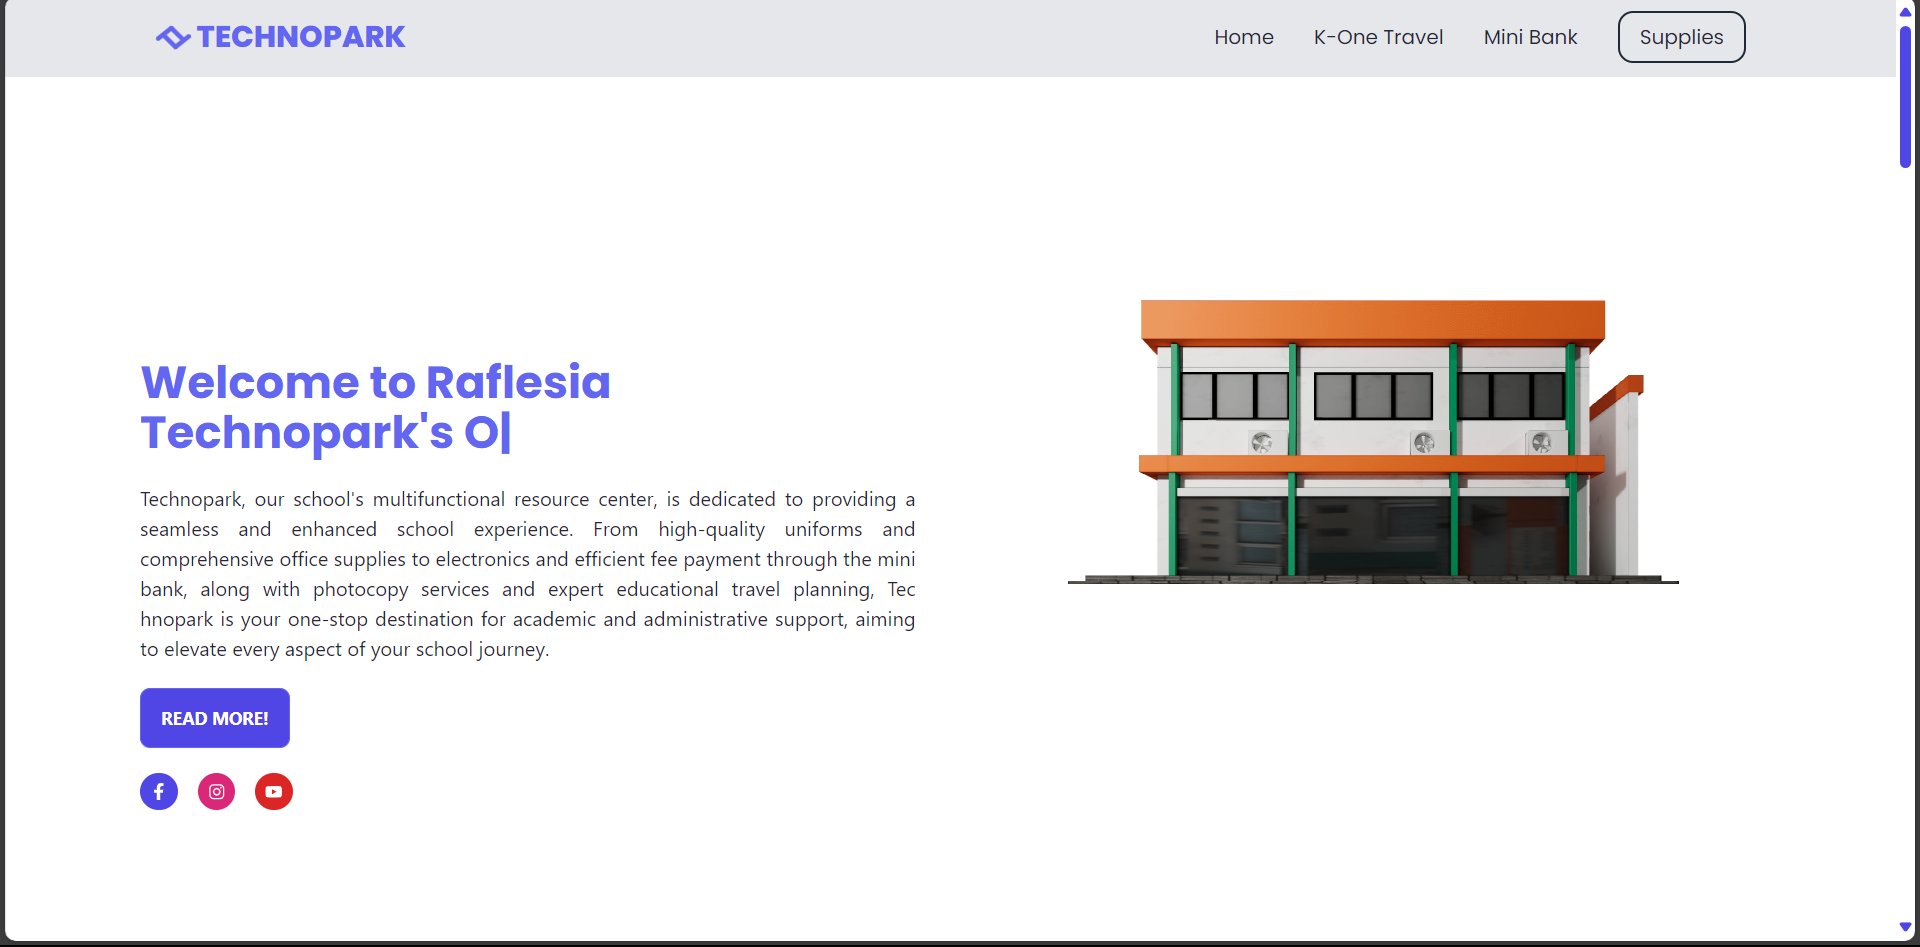 TECHNOPARK
Home
K-One Travel
Mini Bank
Supplies
Welcome to Raflesia
Technopark's O|
Technopark, our school's multifunctional resource center, is dedicated to providing a
seamless and enhanced school experience. From high-quality uniforms and
comprehensive office supplies to electronics and efficient fee payment through the mini
bank, along with photocopy services and expert educational travel planning, Tec
hnopark is your one-stop destination for academic and administrative support, aiming
to elevate every aspect of your school journey.
READ MORE!